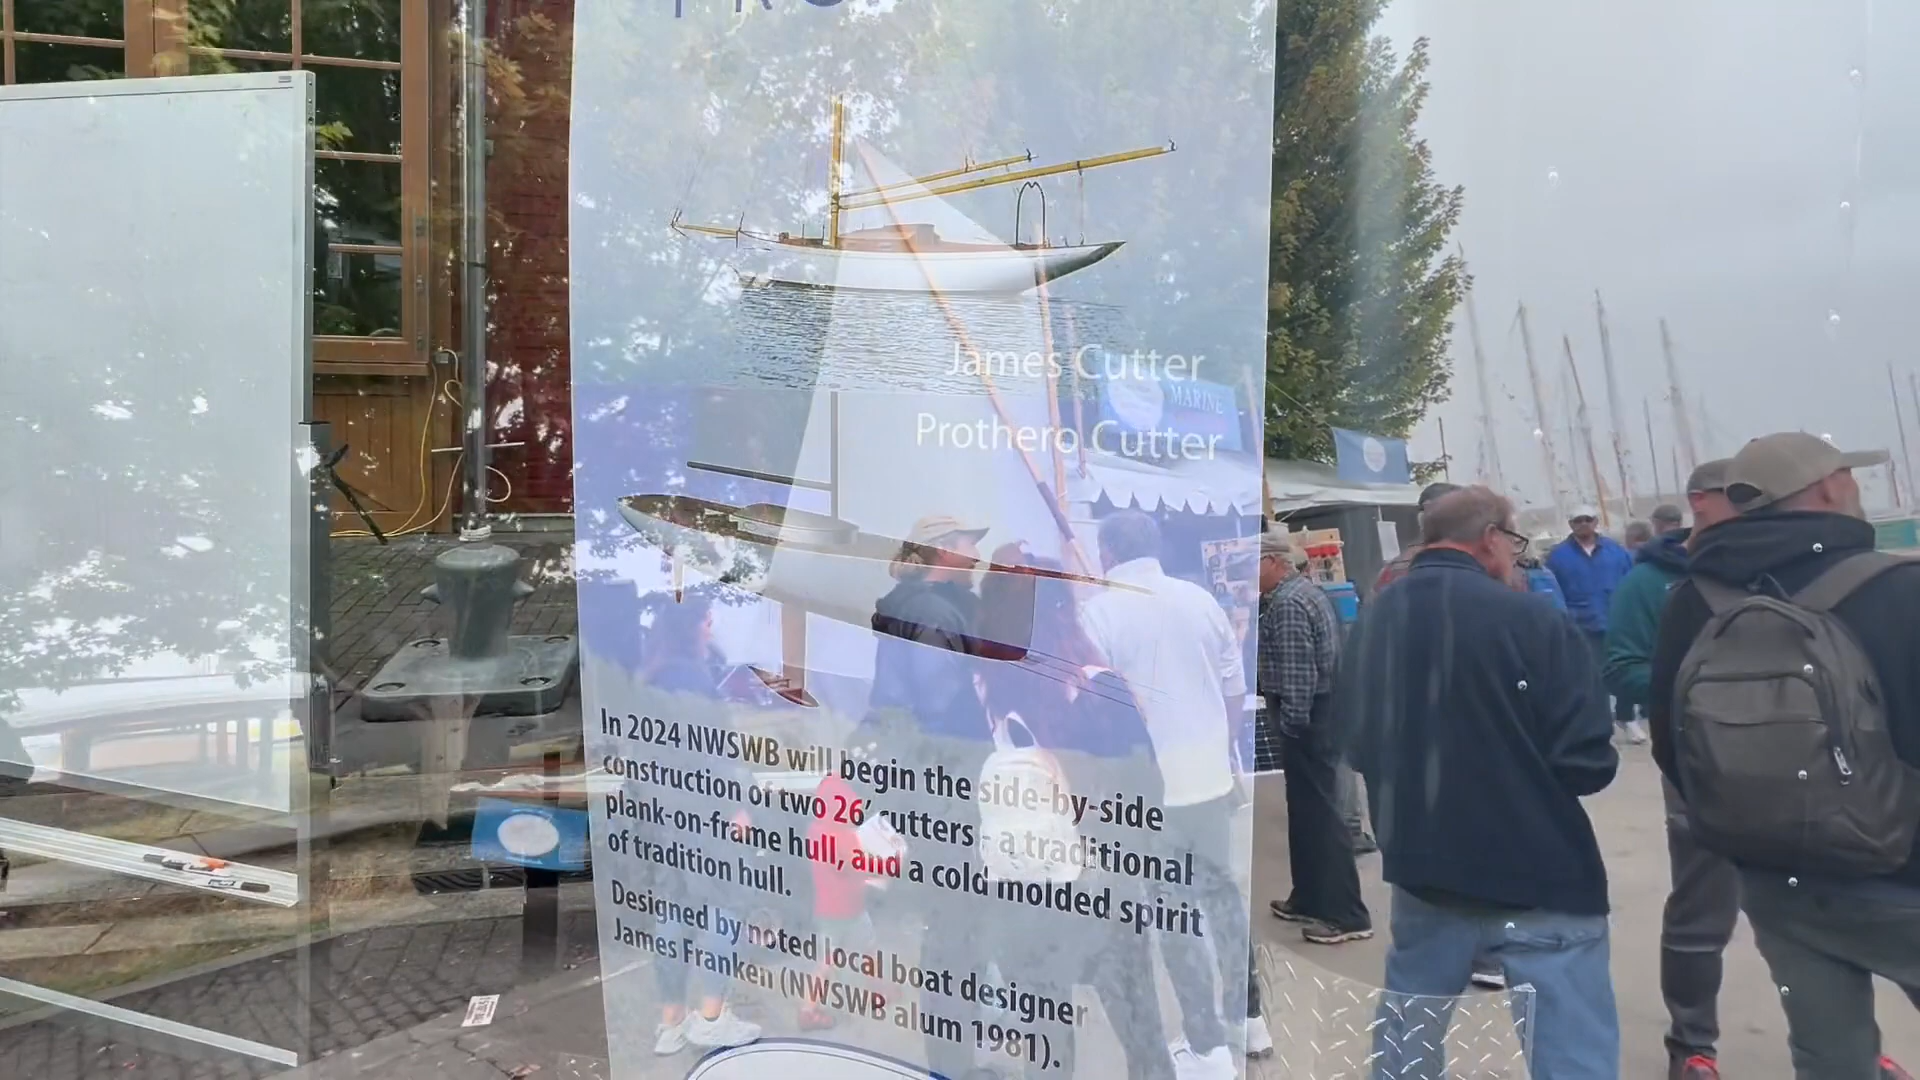 James Cutter
Prothero Cutter
MARINE
In 2024 NWSWB will begin the side-by-side
construction of two 26' cutters - a traditional
plank-on-frame hull, and a cold molded spirit
of tradition hull.
Designed by noted local boat designer
James Franken (NWSWB alum 1981).